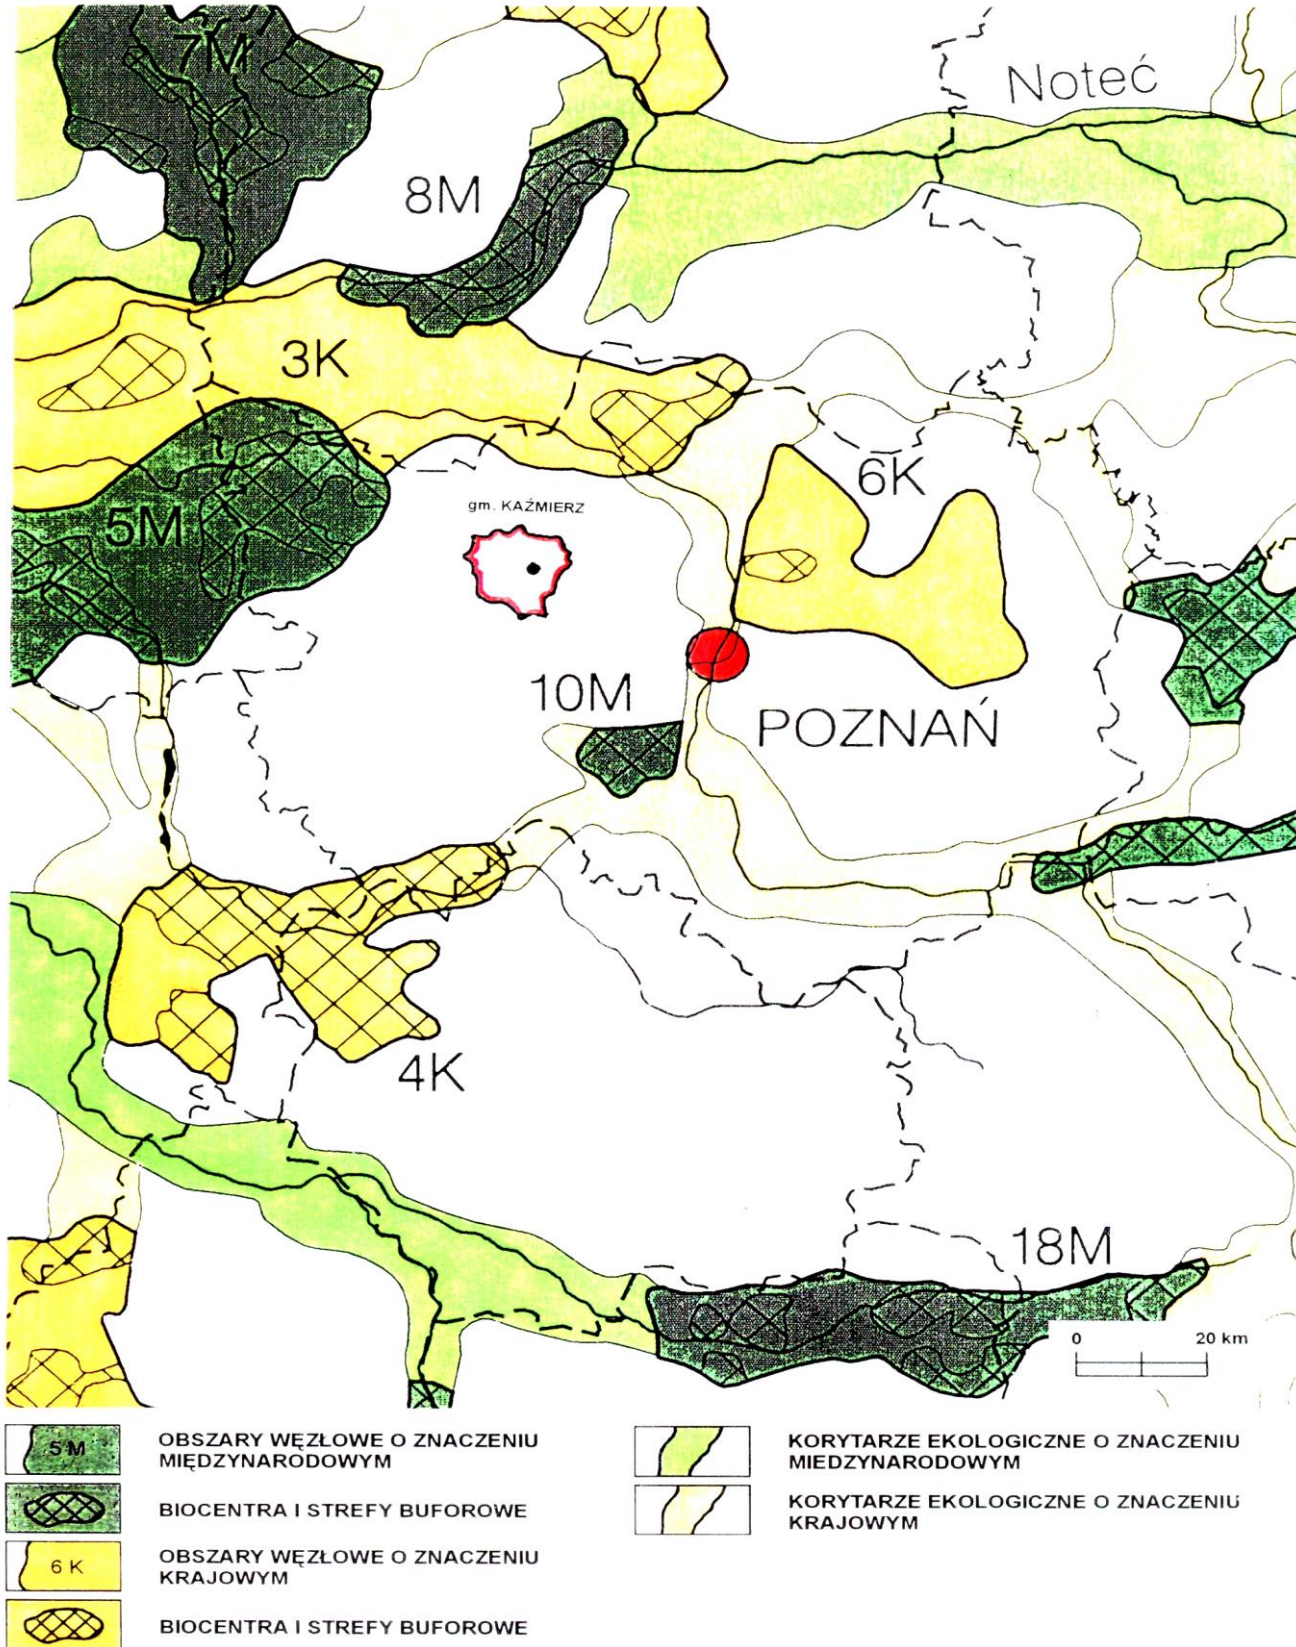 7M
Noteć
8M
3K
6K
5M
gm. KAŹMIERZ
10M
POZNAŃ
4K
18M
0 20 km
5 M
OBSZARY WĘZŁOWE O ZNACZENIU
MIĘDZYNARODOWYM
BIOCENTRA I STREFY BUFOROWE
6 K
OBSZARY WĘZŁOWE O ZNACZENIU
KRAJOWYM
BIOCENTRA I STREFY BUFOROWE
KORYTARZE EKOLOGICZNE O ZNACZENIU
MIEDZYNARODOWYM
KORYTARZE EKOLOGICZNE O ZNACZENIU
KRAJOWYM